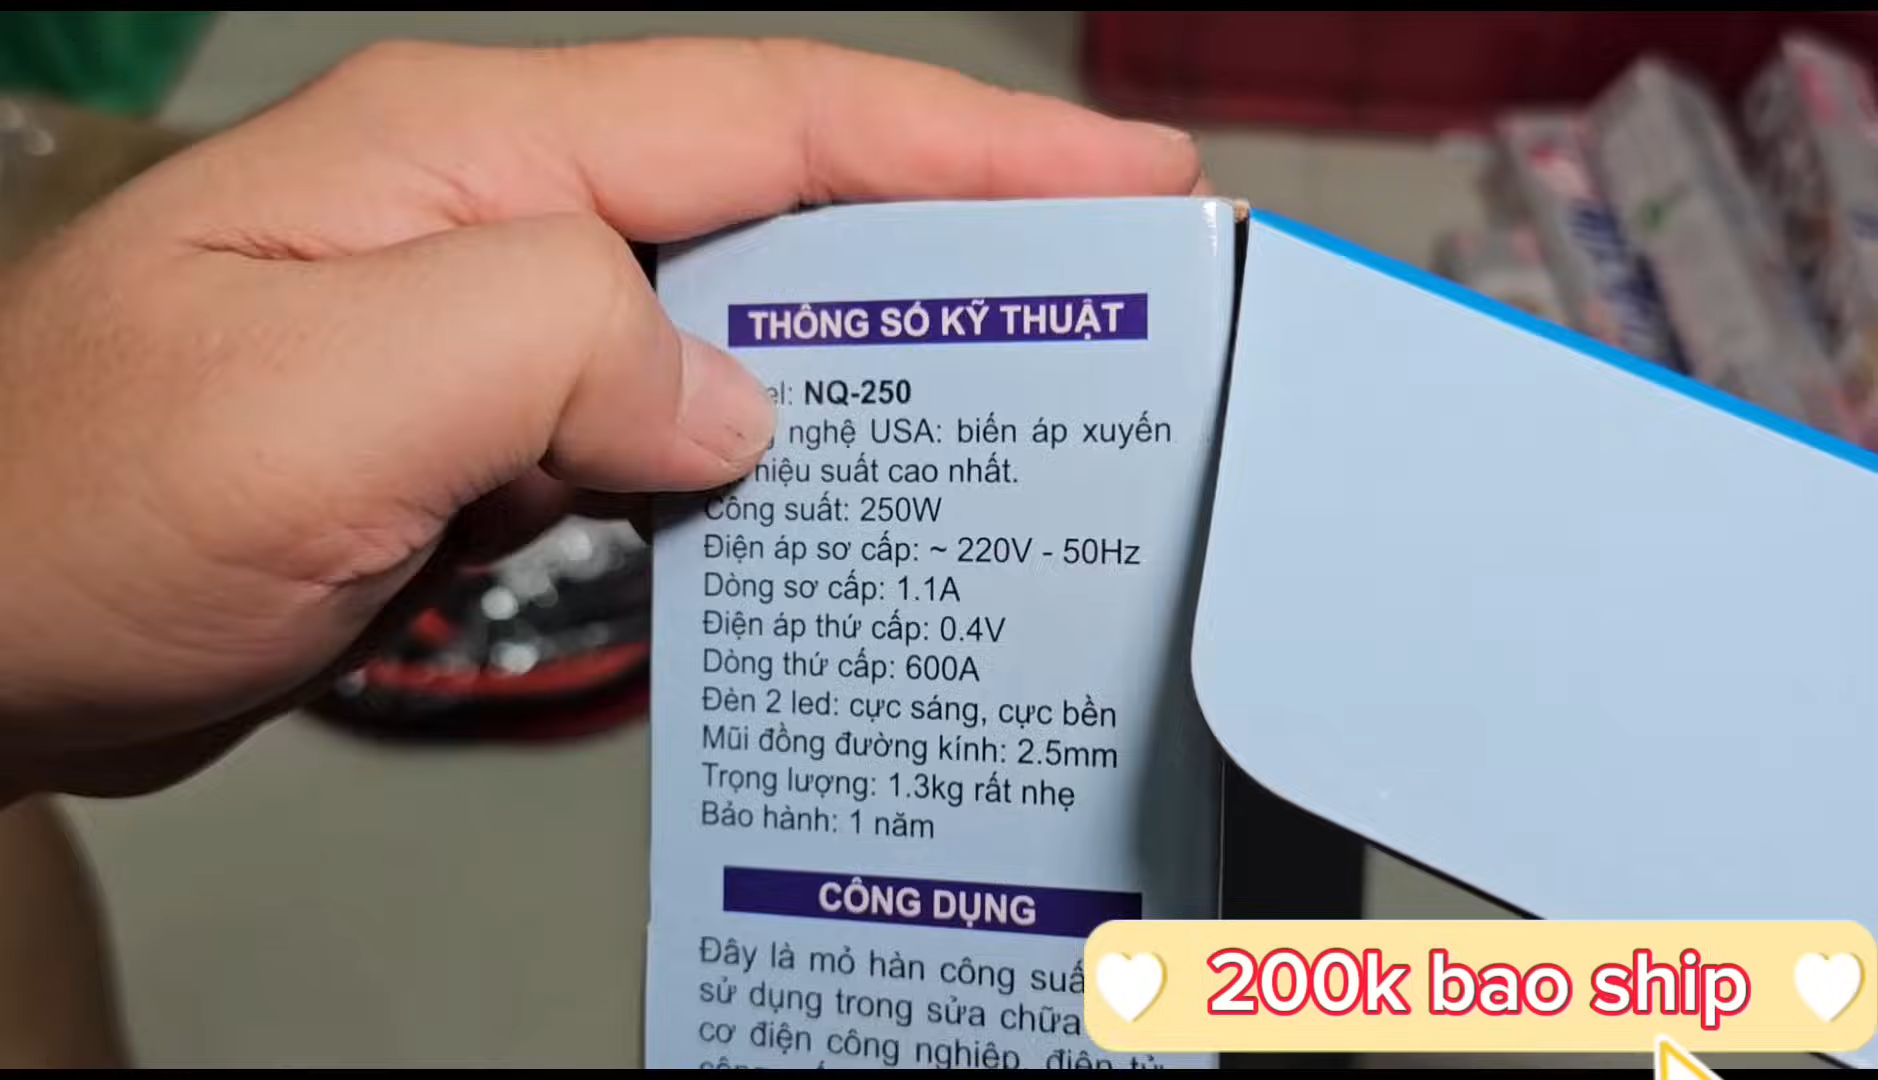 THÔNG SỐ KỸ THUẬT
NQ-250
nghệ USA: biến áp xuyến
hiệu suất cao nhất.
Công suất: 250W
Điện áp sơ cấp: ~ 220V - 50Hz
Dòng sơ cấp: 1.1A
Điện áp thứ cấp: 0.4V
Dòng thứ cấp: 600A
Đèn 2 led: cực sáng, cực bền
Mũi đồng đường kính: 2.5mm
Trọng lượng: 1.3kg rất nhẹ
Bảo hành: 1 năm
CÔNG DỤNG
Đây là mỏ hàn công
sử dụng trong sửa chữa
cơ điện công nghiệp, điện
200k bao ship